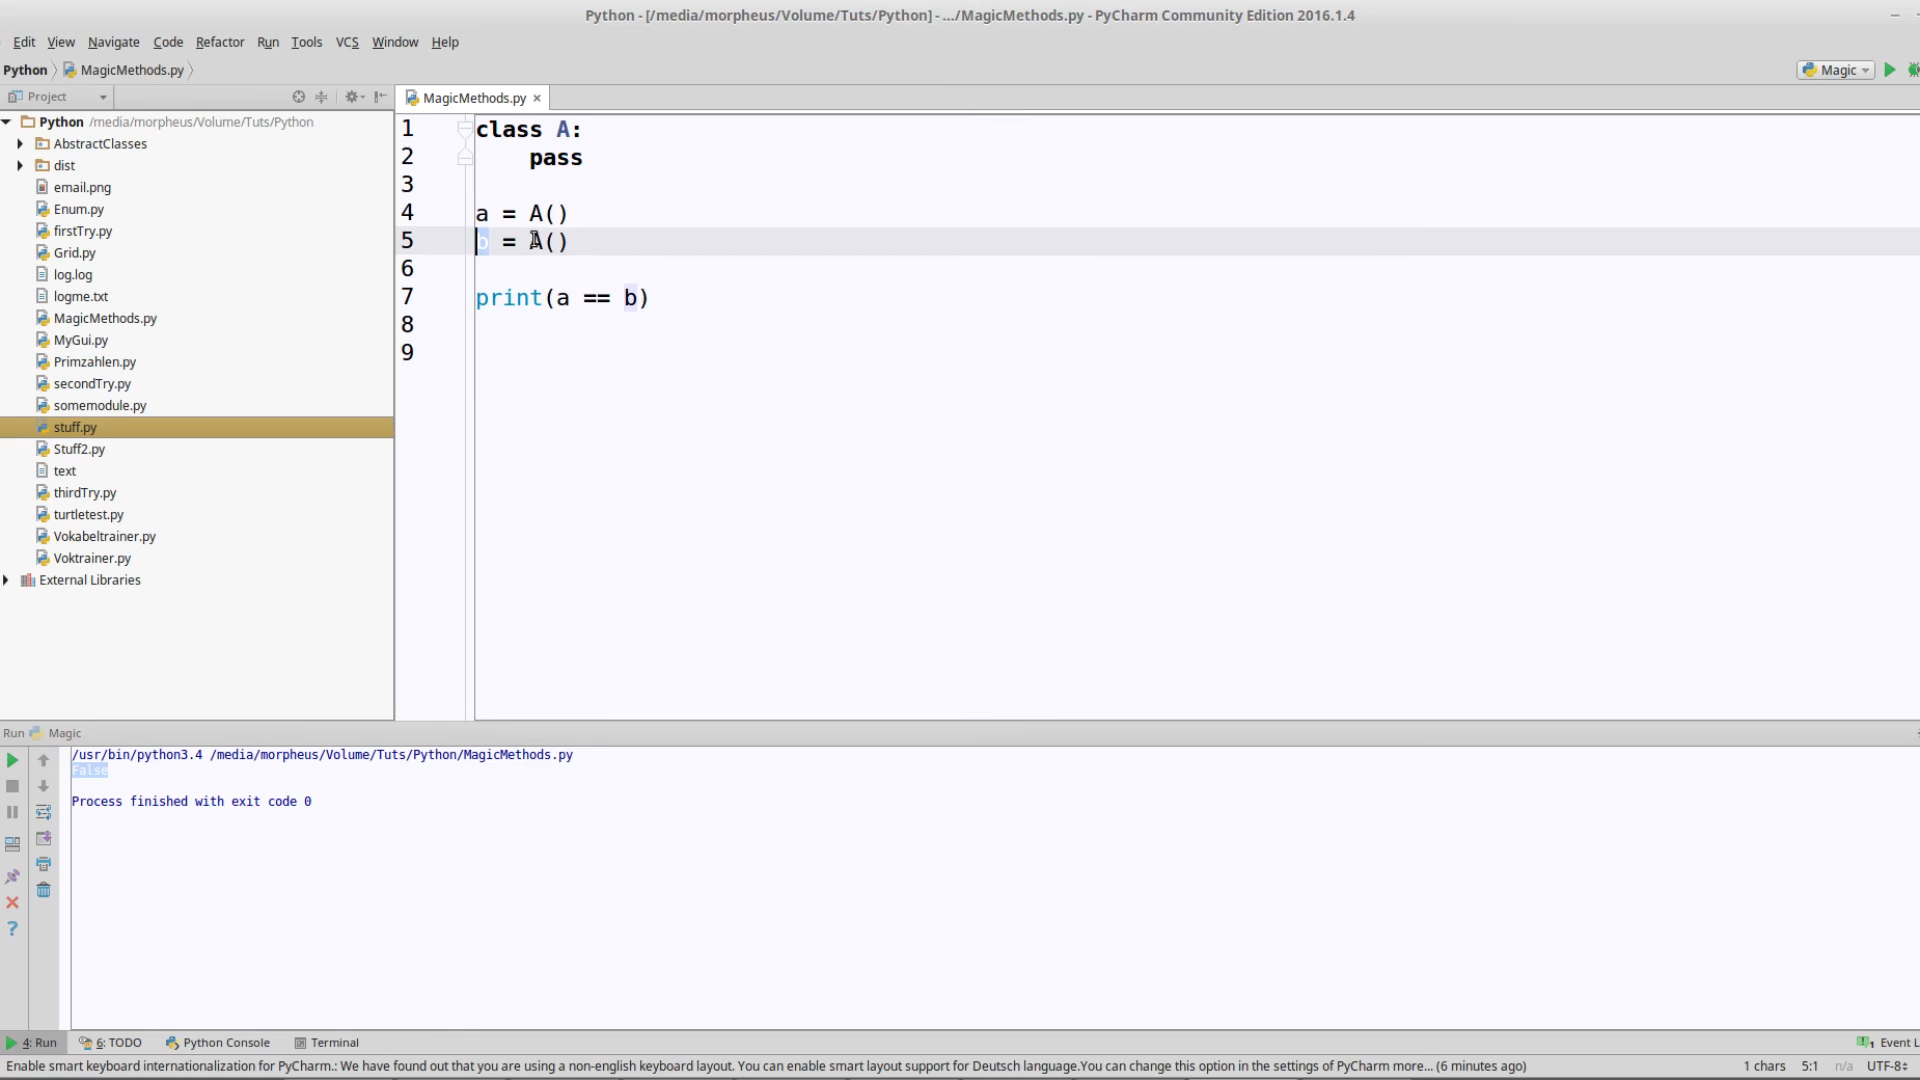 Python - [/media/morpheus/Volume/Tuts/Python] - .../MagicMethods.py - PyCharm Community Edition 2016.1.4
Edit View Navigate Code Refactor Run Tools VCS Window Help
Python MagicMethods.py Magic
Project MagicMethods.py
Python /media/morpheus/Volume/Tuts/Python
AbstractClasses
dist
email.png
Enum.py
firstTry.py
Grid.py
log.log
logme.txt
MagicMethods.py
MyGui.py
Primzahlen.py
secondTry.py
somemodule.py
stuff.py
Stuff2.py
text
thirdTry.py
turtletest.py
Vokabeltrainer.py
Voktrainer.py
External Libraries
1 class A:
2 pass
3
4 a = A()
5 b = A()
6
7 print(a == b)
8
9
Run Magic
/usr/bin/python3.4 /media/morpheus/Volume/Tuts/Python/MagicMethods.py
False
Process finished with exit code 0
4: Run 6: TODO Python Console Terminal 1 Event L
Enable smart keyboard internationalization for PyCharm.: We have found out that you are using a non-english keyboard layout. You can enable smart layout support for Deutsch language.You can change this option in the settings of PyCharm more... (6 minutes ago) 1 chars 5:1 n/a UTF-8